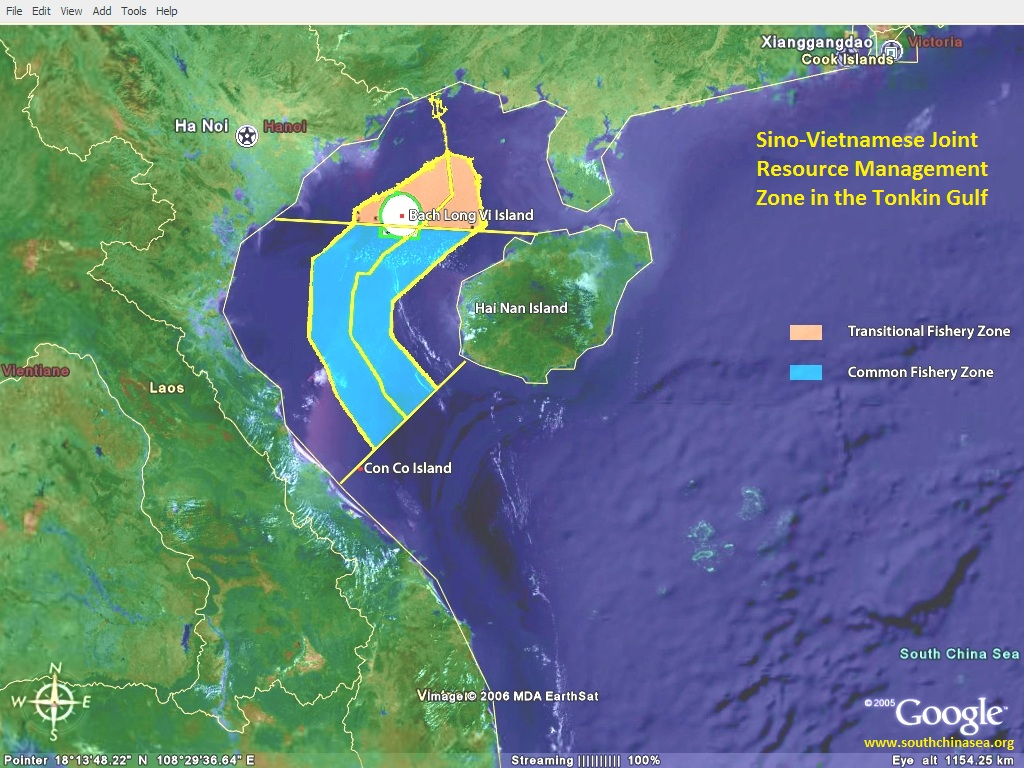 File Edit View Add Tools Help
Xianggangdao
Victoria
Cook Islands
Ha Noi
Hanoi
Sino-Vietnamese Joint
Resource Management
Zone in the Tonkin Gulf
Bach Long Vi Island
Hai Nan Island
Transitional Fishery Zone
Vientiane
Common Fishery Zone
Laos
Con Co Island
South China Sea
N
W E
S
Image © 2006 MDA EarthSat
© 2005 Google™
www.southchinasea.org
Pointer 18°13'48.22" N 108°29'36.64" E Streaming |||||||||| 100% Eye alt 1154.25 km